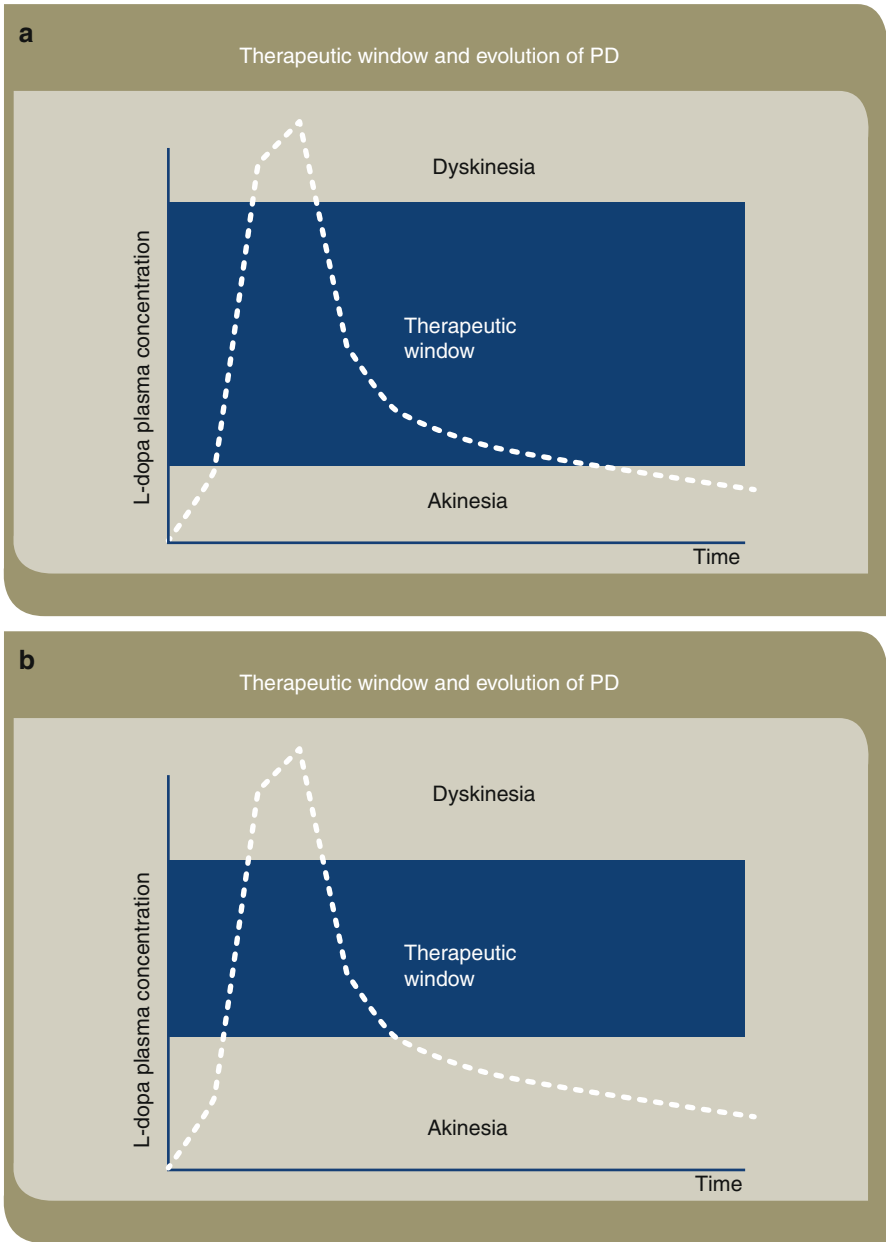 a
Therapeutic window and evolution of PD
Dyskinesia
L-dopa plasma concentration
Therapeutic
window
Akinesia
Time
b
Therapeutic window and evolution of PD
Dyskinesia
L-dopa plasma concentration
Therapeutic
window
Akinesia
Time